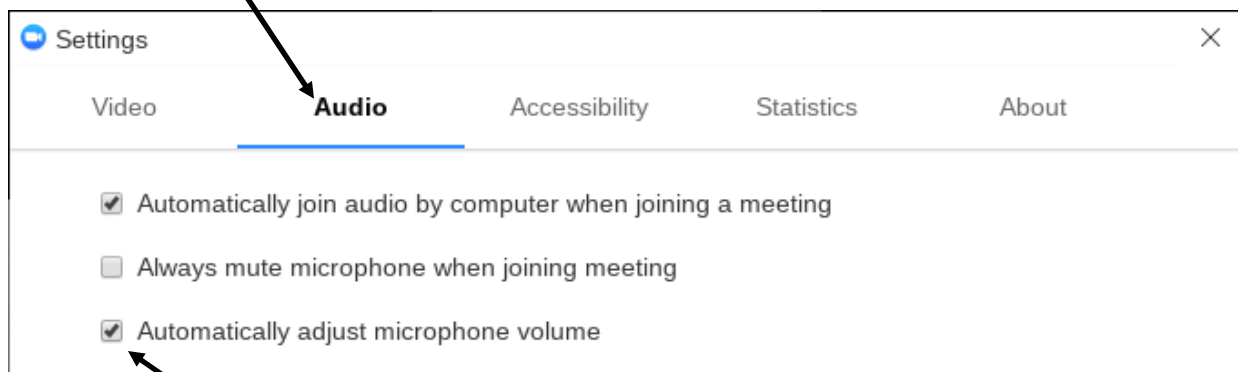 Settings
Video Audio Accessibility Statistics About
Automatically join audio by computer when joining a meeting
Always mute microphone when joining meeting
Automatically adjust microphone volume